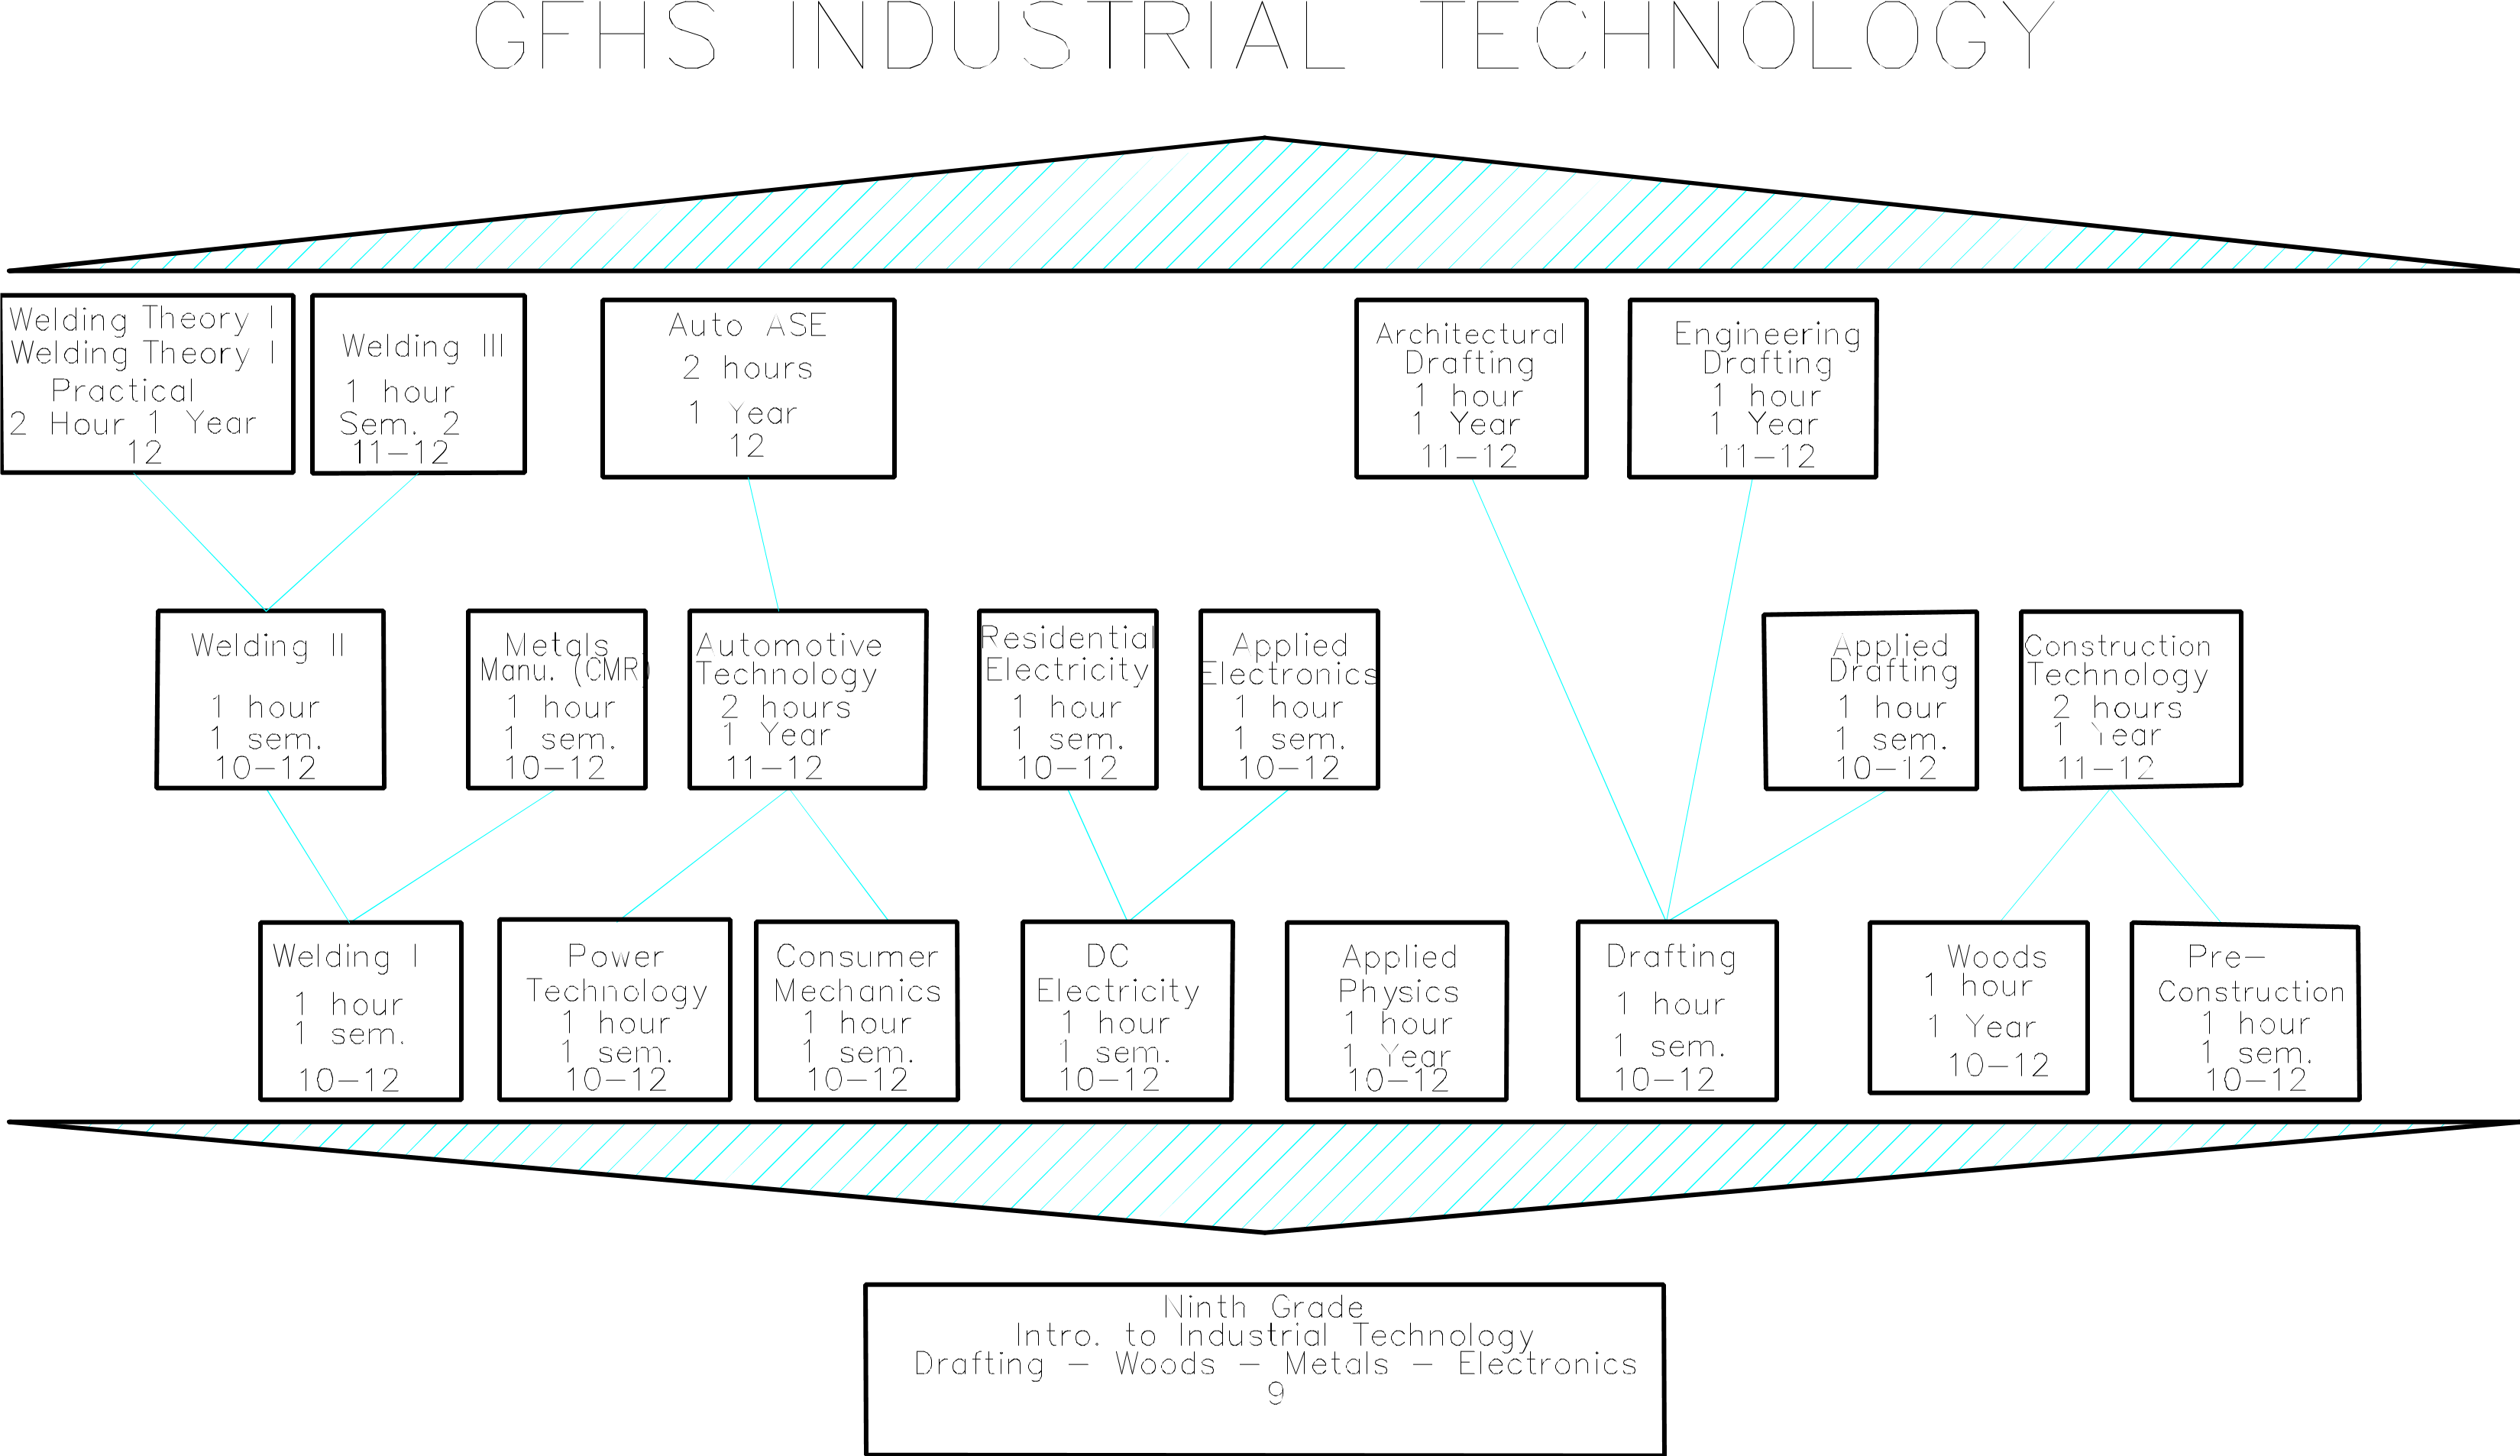 GFHS INDUSTRIAL TECHNOLOGY
Welding Theory I
Welding Theory I
Practical
2 Hour 1 Year
12
Welding III
1 hour
Sem. 2
11-12
Auto ASE
2 hours
1 Year
12
Architectural
Drafting
1 hour
1 Year
11-12
Engineering
Drafting
1 hour
1 Year
11-12
Welding II
1 hour
1 sem.
10-12
Metals
Manu. (CMR)
1 hour
1 sem.
10-12
Automotive
Technology
2 hours
1 Year
11-12
Residential
Electricity
1 hour
1 sem.
10-12
Applied
Electronics
1 hour
1 sem.
10-12
Applied
Drafting
1 hour
1 sem.
10-12
Construction
Technology
2 hours
1 Year
11-12
Welding I
1 hour
1 sem.
10-12
Power
Technology
1 hour
1 sem.
10-12
Consumer
Mechanics
1 hour
1 sem.
10-12
DC
Electricity
1 hour
1 sem.
10-12
Applied
Physics
1 hour
1 Year
10-12
Drafting
1 hour
1 sem.
10-12
Woods
1 hour
1 Year
10-12
Pre-
Construction
1 hour
1 sem.
10-12
Ninth Grade
Intro. to Industrial Technology
Drafting - Woods - Metals - Electronics
9